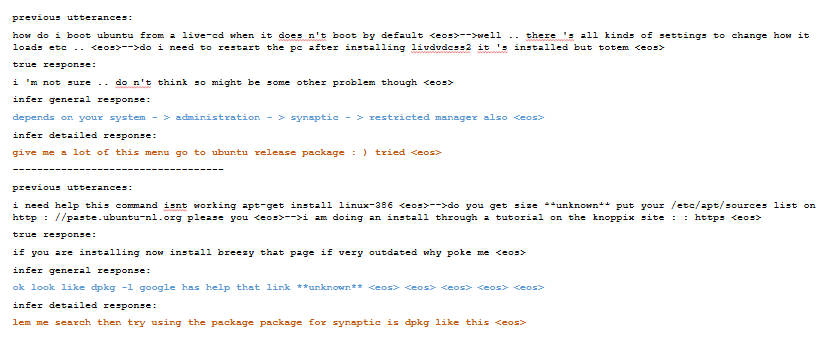 previous utterances:
how do i boot ubuntu from a live-cd when it does n't boot by default <eos>-->well .. there 's all kinds of settings to change how it
loads etc .. <eos>-->do i need to restart the pc after installing livdvdcss2 it 's installed but totem <eos>
true response:
i 'm not sure .. do n't think so might be some other problem though <eos>
infer general response:
depends on your system - > administration - > synaptic - > restricted manager also <eos>
infer detailed response:
give me a lot of this menu go to ubuntu release package : ) tried <eos>
-----------------------------------
previous utterances:
i need help this command isnt working apt-get install linux-386 <eos>-->do you get size **unknown** put your /etc/apt/sources list on
http : //paste.ubuntu-nl.org please you <eos>-->i am doing an install through a tutorial on the knoppix site : : https <eos>
true response:
if you are installing now install breezy that page if very outdated why poke me <eos>
infer general response:
ok look like dpkg -l google has help that link **unknown** <eos> <eos> <eos> <eos> <eos>
infer detailed response:
lem me search then try using the package package for synaptic is dpkg like this <eos>